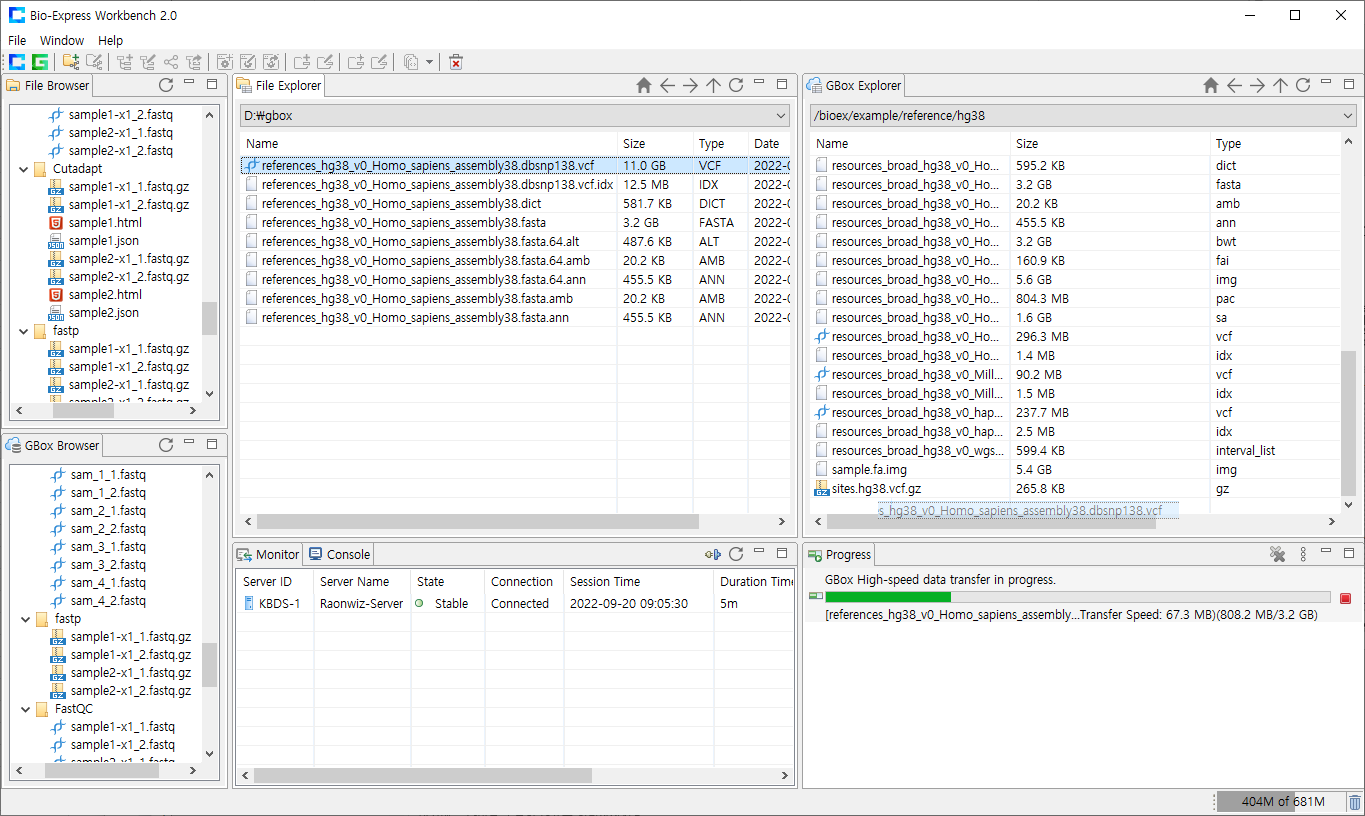 Bio-Express Workbench 2.0
File Window Help
File Browser
sample1-x1_2.fastq
sample2-x1_1.fastq
sample2-x1_2.fastq
Cutadapt
sample1-x1_1.fastq.gz
sample1-x1_2.fastq.gz
sample1.html
sample1.json
sample2-x1_1.fastq.gz
sample2-x1_2.fastq.gz
sample2.html
sample2.json
fastp
sample1-x1_1.fastq.gz
sample1-x1_2.fastq.gz
sample2-x1_1.fastq.gz
sample2-x1_2.fastq.gz
GBox Browser
sam_1_1.fastq
sam_1_2.fastq
sam_2_1.fastq
sam_2_2.fastq
sam_3_1.fastq
sam_3_2.fastq
sam_4_1.fastq
sam_4_2.fastq
fastp
sample1-x1_1.fastq.gz
sample1-x1_2.fastq.gz
sample2-x1_1.fastq.gz
sample2-x1_2.fastq.gz
FastQC
sample1-x1_1.fastq
sample1-x1_2.fastq
sample2-x1_1.fastq
File Explorer
D:₩gbox
Name Size Type Date
references_hg38_v0_Homo_sapiens_assembly38.dbsnp138.vcf 11.0 GB VCF 2022-0
references_hg38_v0_Homo_sapiens_assembly38.dbsnp138.vcf.idx 12.5 MB IDX 2022-0
references_hg38_v0_Homo_sapiens_assembly38.dict 581.7 KB DICT 2022-0
references_hg38_v0_Homo_sapiens_assembly38.fasta 3.2 GB FASTA 2022-0
references_hg38_v0_Homo_sapiens_assembly38.fasta.64.alt 487.6 KB ALT 2022-0
references_hg38_v0_Homo_sapiens_assembly38.fasta.64.amb 20.2 KB AMB 2022-0
references_hg38_v0_Homo_sapiens_assembly38.fasta.64.ann 455.5 KB ANN 2022-0
references_hg38_v0_Homo_sapiens_assembly38.fasta.amb 20.2 KB AMB 2022-0
references_hg38_v0_Homo_sapiens_assembly38.fasta.ann 455.5 KB ANN 2022-0
GBox Explorer
/bioex/example/reference/hg38
Name Size Type
resources_broad_hg38_v0_Ho... 595.2 KB dict
resources_broad_hg38_v0_Ho... 3.2 GB fasta
resources_broad_hg38_v0_Ho... 20.2 KB amb
resources_broad_hg38_v0_Ho... 455.5 KB ann
resources_broad_hg38_v0_Ho... 3.2 GB bwt
resources_broad_hg38_v0_Ho... 160.9 KB fai
resources_broad_hg38_v0_Ho... 5.6 GB img
resources_broad_hg38_v0_Ho... 804.3 MB pac
resources_broad_hg38_v0_Ho... 1.6 GB sa
resources_broad_hg38_v0_Ho... 296.3 MB vcf
resources_broad_hg38_v0_Ho... 1.4 MB idx
resources_broad_hg38_v0_Mill... 90.2 MB vcf
resources_broad_hg38_v0_Mill... 1.5 MB idx
resources_broad_hg38_v0_hap... 237.7 MB vcf
resources_broad_hg38_v0_hap... 2.5 MB idx
resources_broad_hg38_v0_wgs... 599.4 KB interval_list
sample.fa.img 5.4 GB img
sites.hg38.vcf.gz 265.8 KB gz
s_hg38_v0_Homo_sapiens_assembly38.dbsnp138.vcf
Monitor Console
Server ID Server Name State Connection Session Time Duration Time
KBDS-1 Raonwiz-Server Stable Connected 2022-09-20 09:05:30 5m
Progress
GBox High-speed data transfer in progress.
[references_hg38_v0_Homo_sapiens_assembly...Transfer Speed: 67.3 MB)(808.2 MB/3.2 GB)
404M of 681M